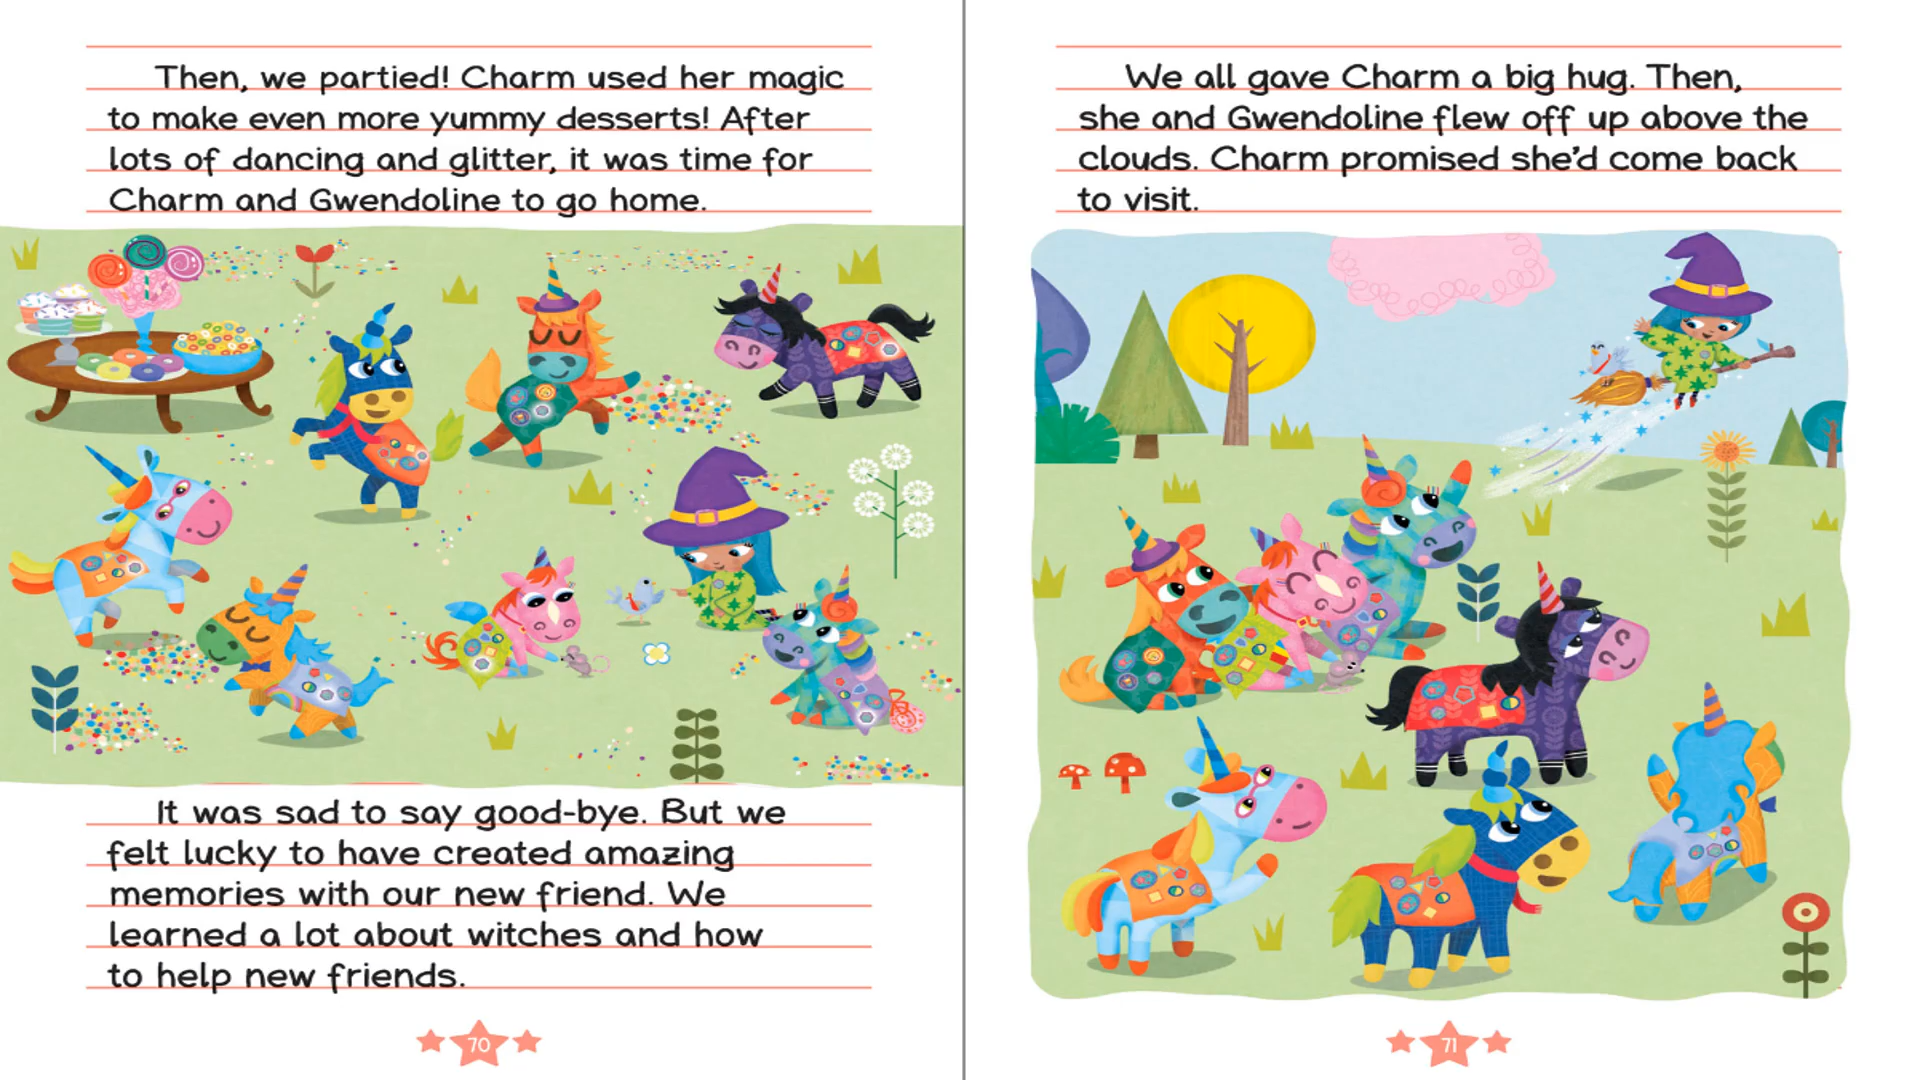 Then, we partied! Charm used her magic
to make even more yummy desserts! After
lots of dancing and glitter, it was time for
Charm and Gwendoline to go home.
It was sad to say good-bye. But we
felt lucky to have created amazing
memories with our new friend. We
learned a lot about witches and how
to help new friends.
70
We all gave Charm a big hug. Then,
she and Gwendoline flew off up above the
clouds. Charm promised she’d come back
to visit.
71